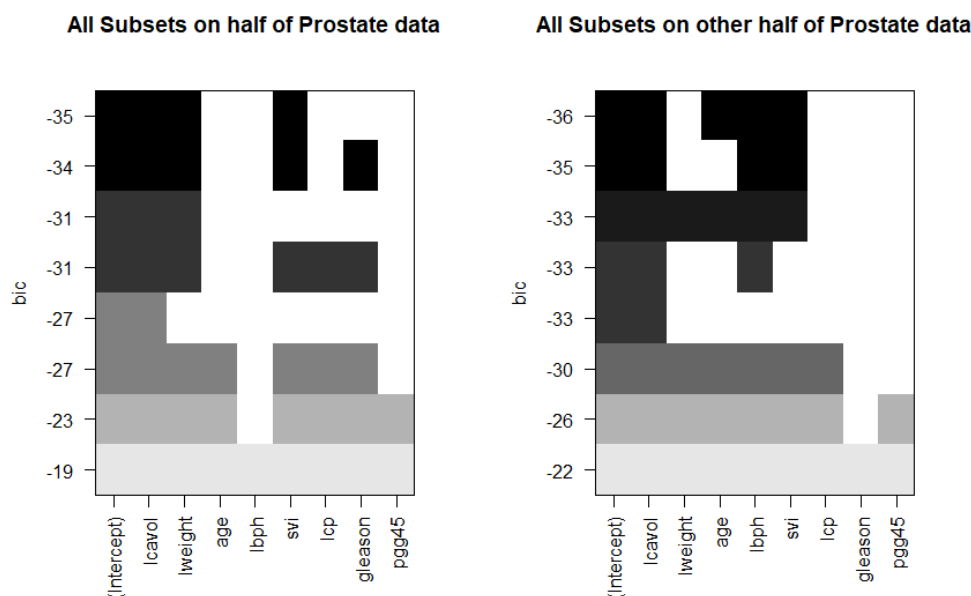 All Subsets on half of Prostate data
-35
-34
-31
-31
-27
-27
-23
-19
bic
(Intercept)
lcavol
lweight
age
lbph
svi
lcp
gleason
pgg45
All Subsets on other half of Prostate data
-36
-35
-33
-33
-33
-30
-26
-22
bic
(Intercept)
lcavol
lweight
age
lbph
svi
lcp
gleason
pgg45